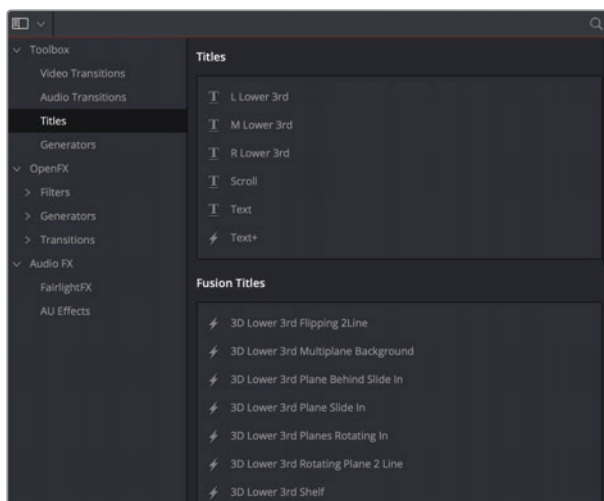 Toolbox
Video Transitions
Audio Transitions
Titles
Generators
OpenFX
Filters
Generators
Transitions
Audio FX
FairlightFX
AU Effects
Titles
L Lower 3rd
M Lower 3rd
R Lower 3rd
Scroll
Text
Text+
Fusion Titles
3D Lower 3rd Flipping 2Line
3D Lower 3rd Multiplane Background
3D Lower 3rd Plane Behind Slide In
3D Lower 3rd Plane Slide In
3D Lower 3rd Planes Rotating In
3D Lower 3rd Rotating Plane 2 Line
3D Lower 3rd Shelf